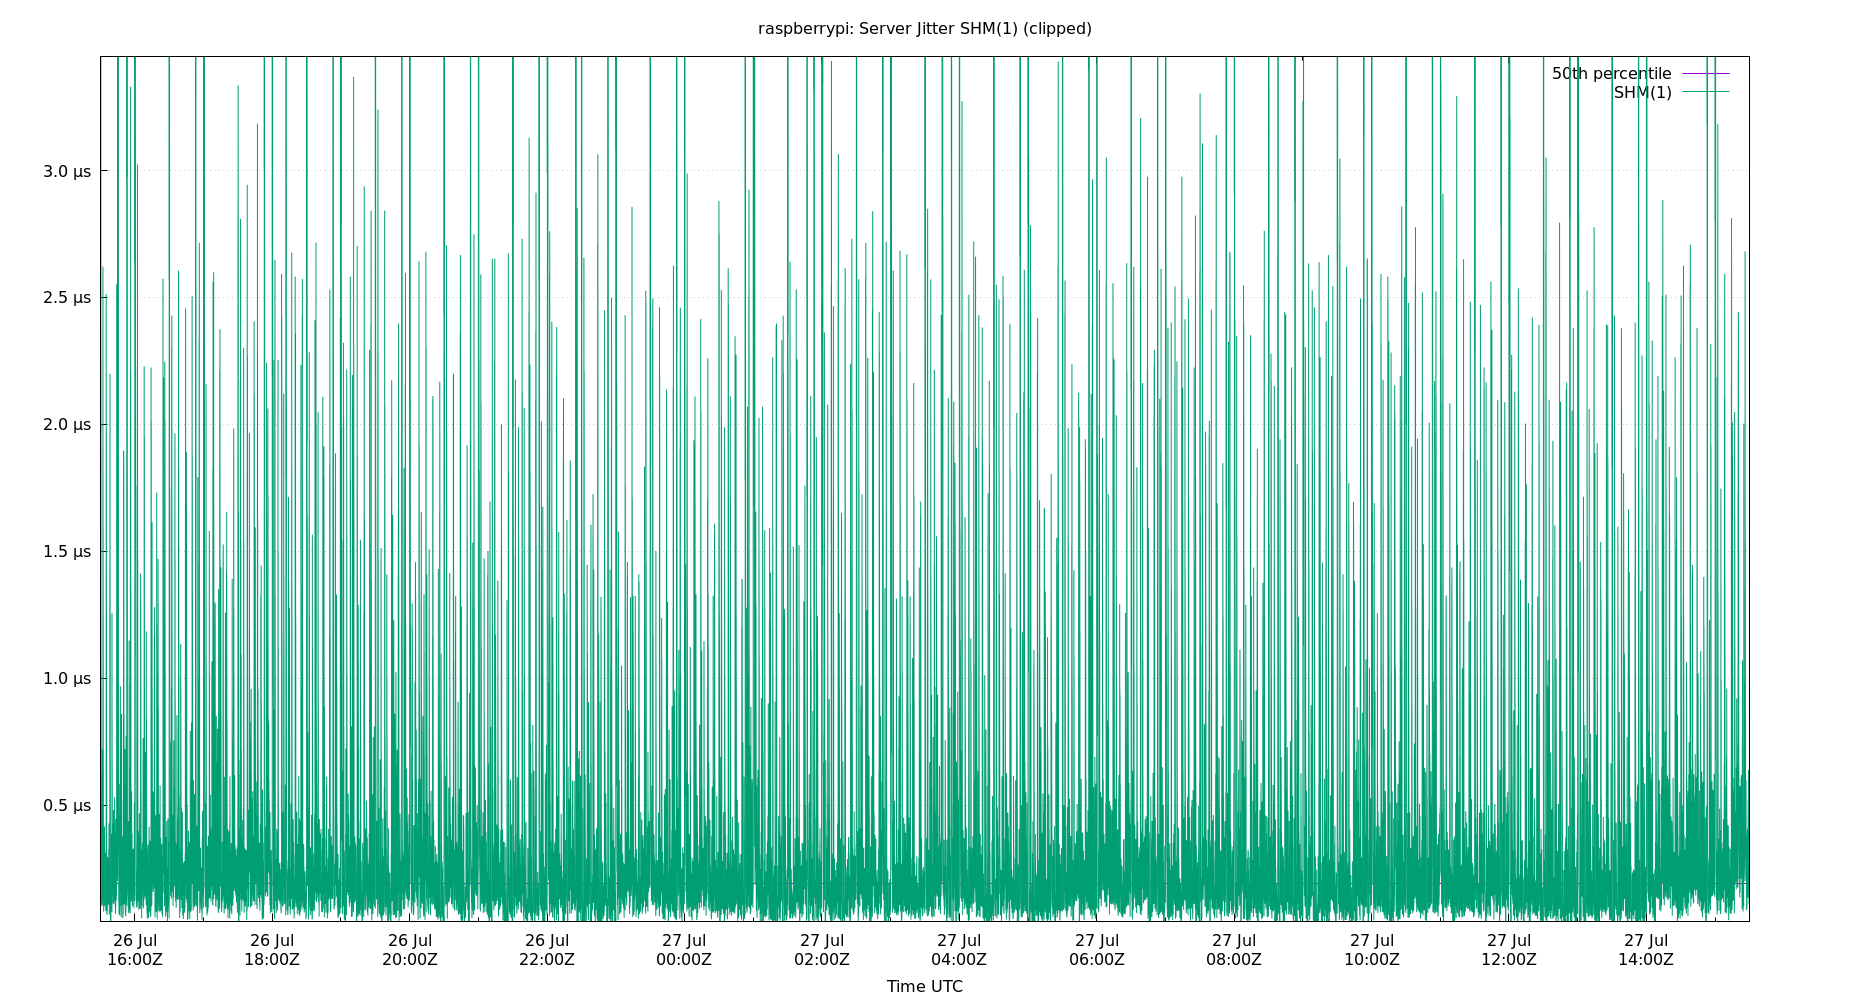 raspberrypi: Server Jitter SHM(1) (clipped)
50th percentile
SHM(1)
3.0 µs
2.5 µs
2.0 µs
1.5 µs
1.0 µs
0.5 µs
26 Jul 26 Jul 26 Jul 26 Jul 27 Jul 27 Jul 27 Jul 27 Jul 27 Jul 27 Jul 27 Jul 27 Jul
16:00Z 18:00Z 20:00Z 22:00Z 00:00Z 02:00Z 04:00Z 06:00Z 08:00Z 10:00Z 12:00Z 14:00Z
Time UTC